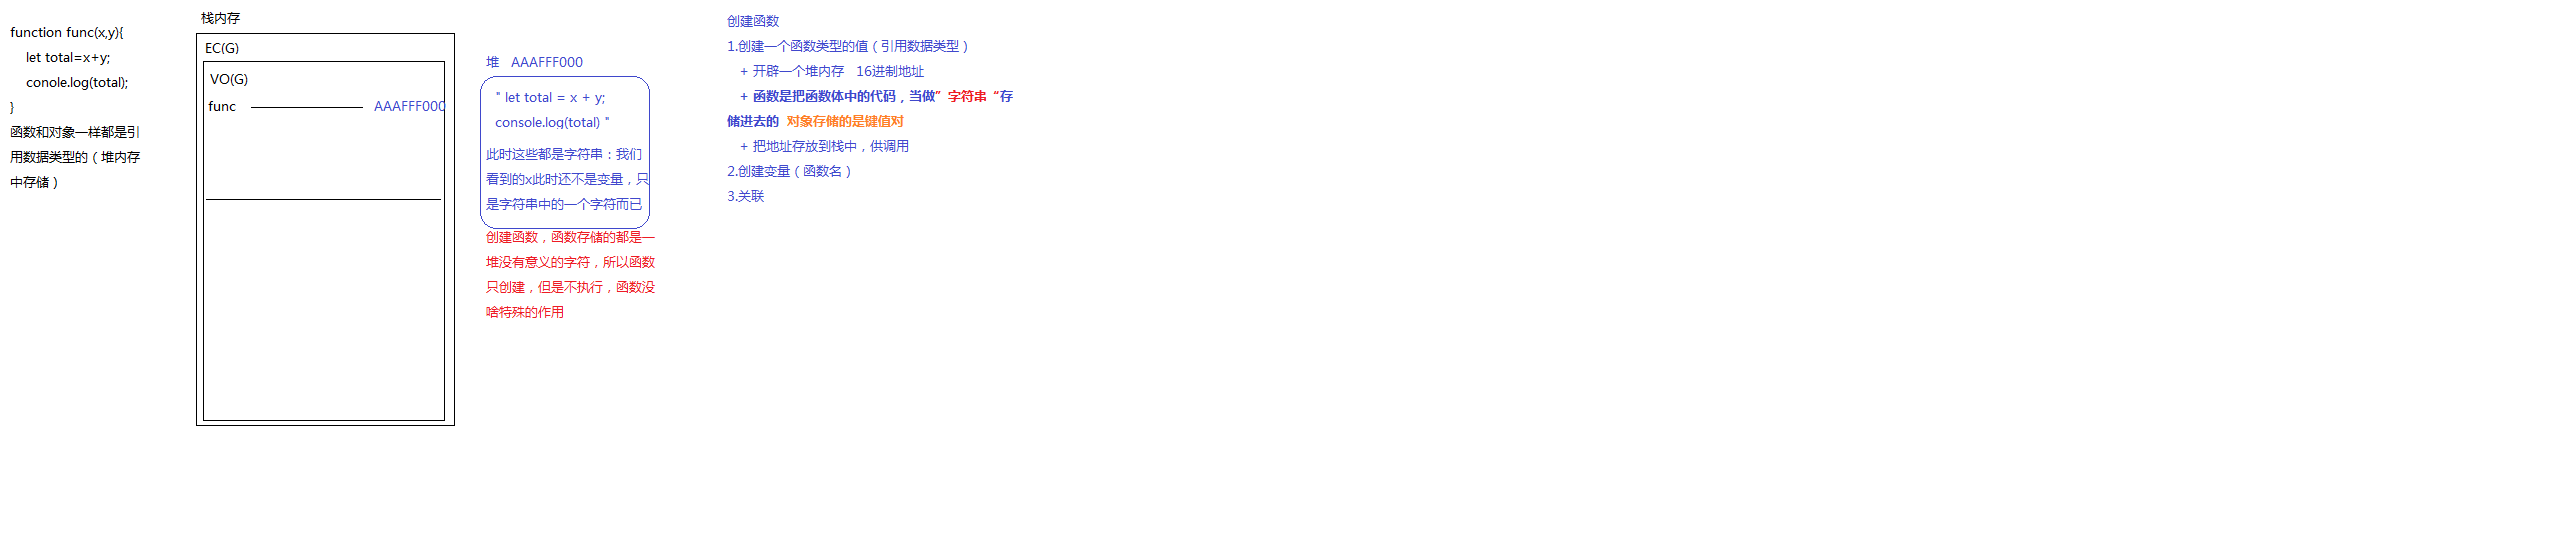 function func(x,y){
let total=x+y;
conole.log(total);
}
函数和对象一样都是引
用数据类型的（堆内存
中存储）
栈内存
EC(G)
VO(G)
func AAAFFF000
堆 AAAFFF000
" let total = x + y;
console.log(total) "
此时这些都是字符串：我们
看到的x此时还不是变量，只
是字符串中的一个字符而已
创建函数，函数存储的都是一
堆没有意义的字符，所以函数
只创建，但是不执行，函数没
啥特殊的作用
创建函数
1.创建一个函数类型的值（引用数据类型）
+ 开辟一个堆内存 16进制地址
+ 函数是把函数体中的代码，当做”字符串“存
储进去的 对象存储的是键值对
+ 把地址存放到栈中，供调用
2.创建变量（函数名）
3.关联